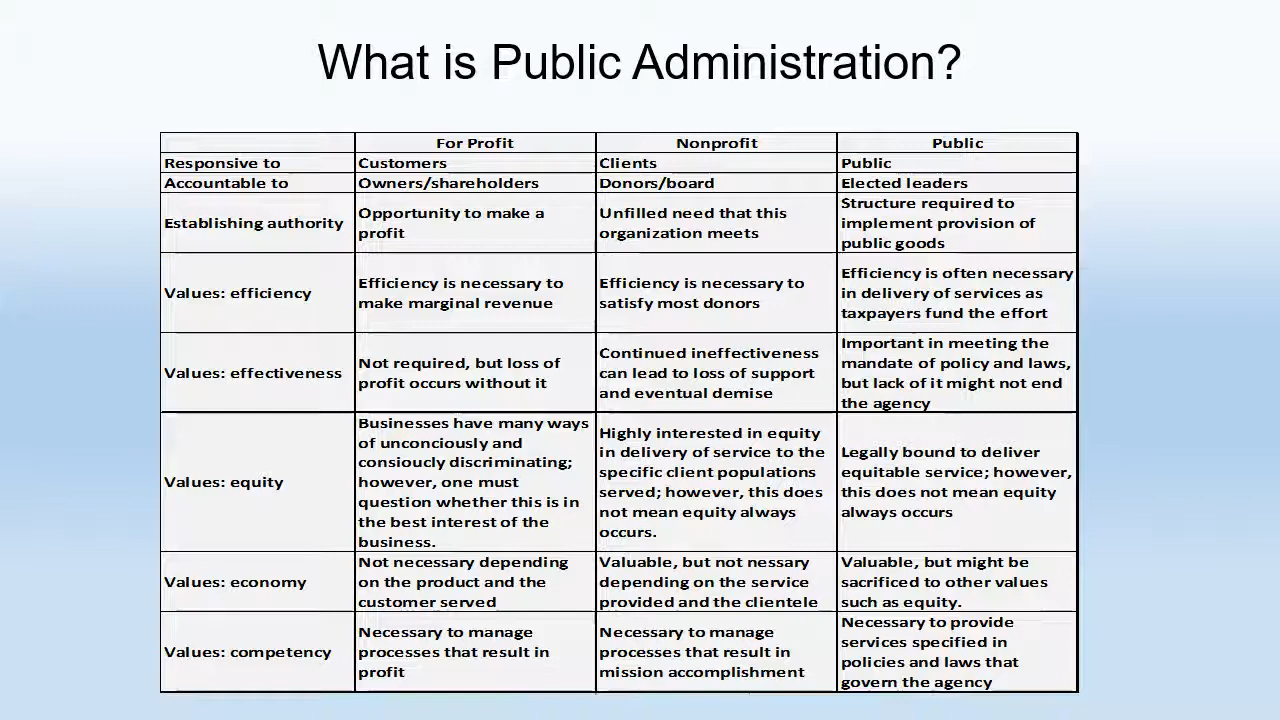 What is Public Administration?
For Profit
Nonprofit
Public
Responsive to
Customers
Clients
Public
Accountable to
Owners/shareholders
Donors/board
Elected leaders
Establishing authority
Opportunity to make a
profit
Unfilled need that this
organization meets
Structure required to
implement provision of
public goods
Values: efficiency
Efficiency is necessary to
make marginal revenue
Efficiency is necessary to
satisfy most donors
Efficiency is often necessary
in delivery of services as
taxpayers fund the effort
Values: effectiveness
Not required, but loss of
profit occurs without it
Continued ineffectiveness
can lead to loss of support
and eventual demise
Important in meeting the
mandate of policy and laws,
but lack of it might not end
the agency
Values: equity
Businesses have many ways
of unconciously and
consioucly discriminating;
however, one must
question whether this is in
the best interest of the
business.
Highly interested in equity
in delivery of service to the
specific client populations
served; however, this does
not mean equity always
occurs.
Legally bound to deliver
equitable service; however,
this does not mean equity
always occurs
Values: economy
Not necessary depending
on the product and the
customer served
Valuable, but not nessary
depending on the service
provided and the clientele
Valuable, but might be
sacrificed to other values
such as equity.
Values: competency
Necessary to manage
processes that result in
profit
Necessary to manage
processes that result in
mission accomplishment
Necessary to provide
services specified in
policies and laws that
govern the agency